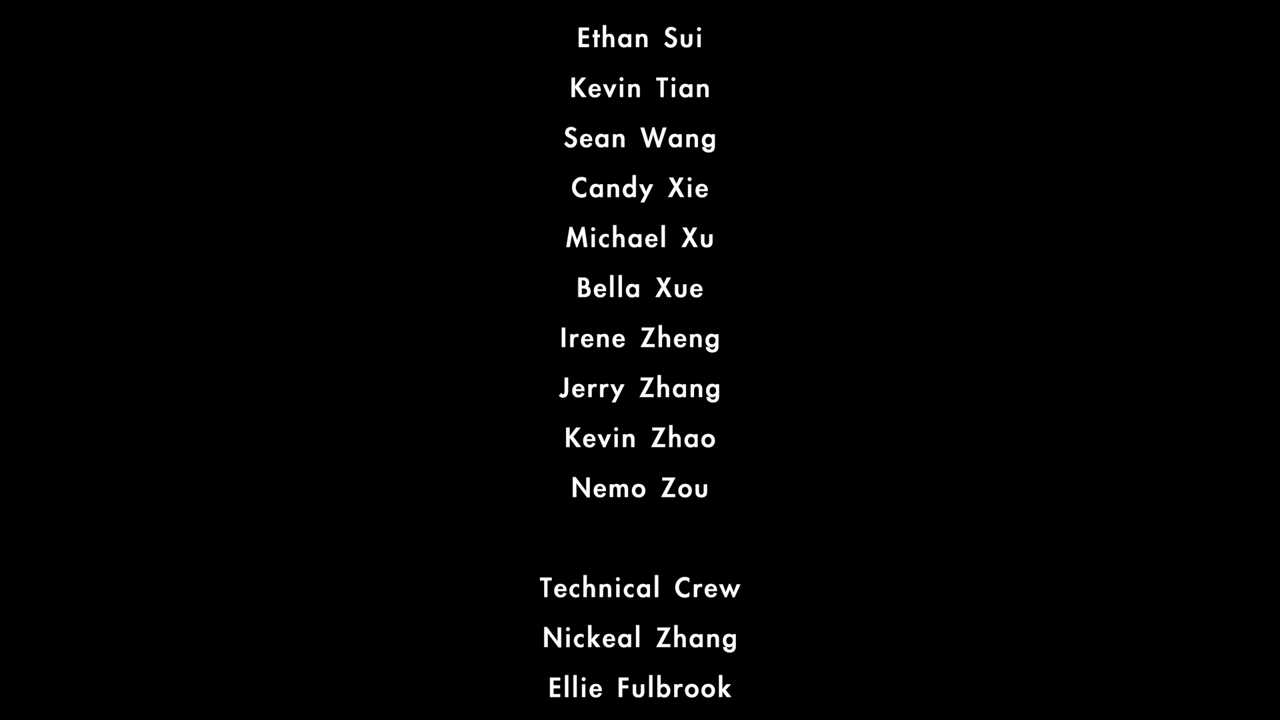 Ethan Sui
Kevin Tian
Sean Wang
Candy Xie
Michael Xu
Bella Xue
Irene Zheng
Jerry Zhang
Kevin Zhao
Nemo Zou
Technical Crew
Nickeal Zhang
Ellie Fulbrook